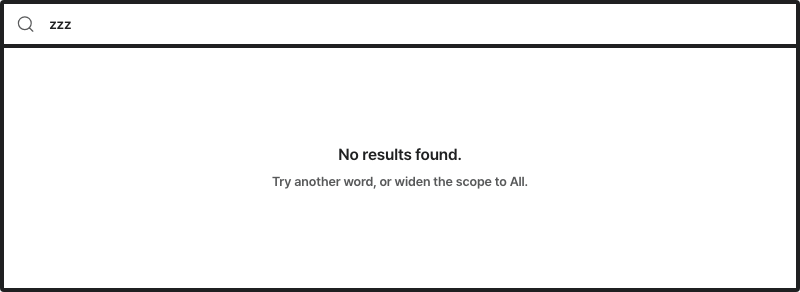 zzz
No results found.
Try another word, or widen the scope to All.